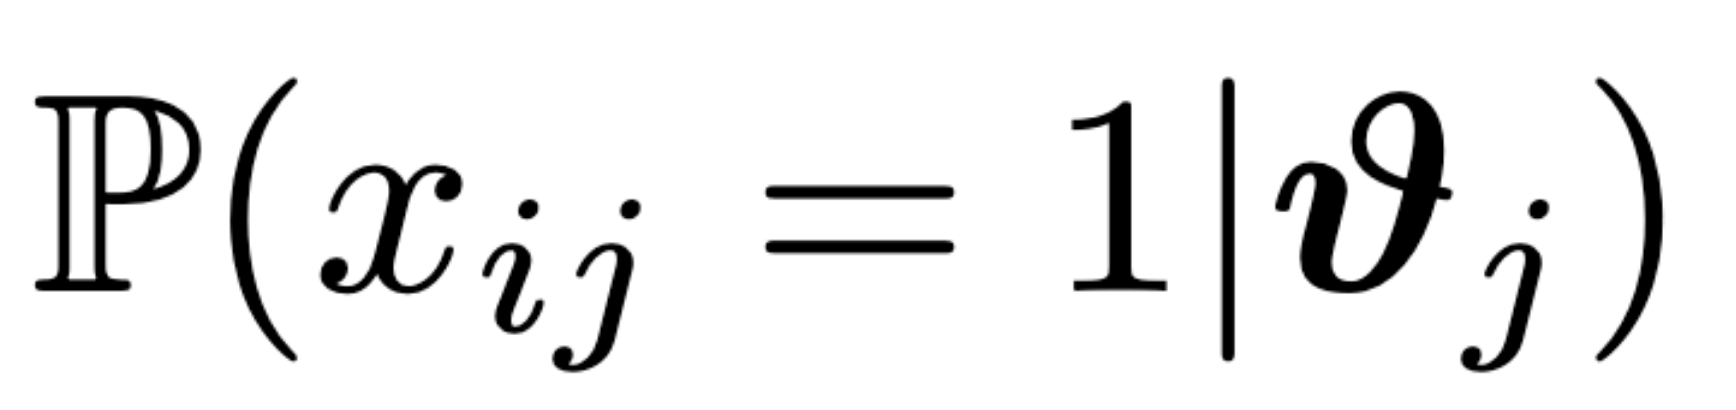 ℙ(x_{ij} = 1|𝝑_j)